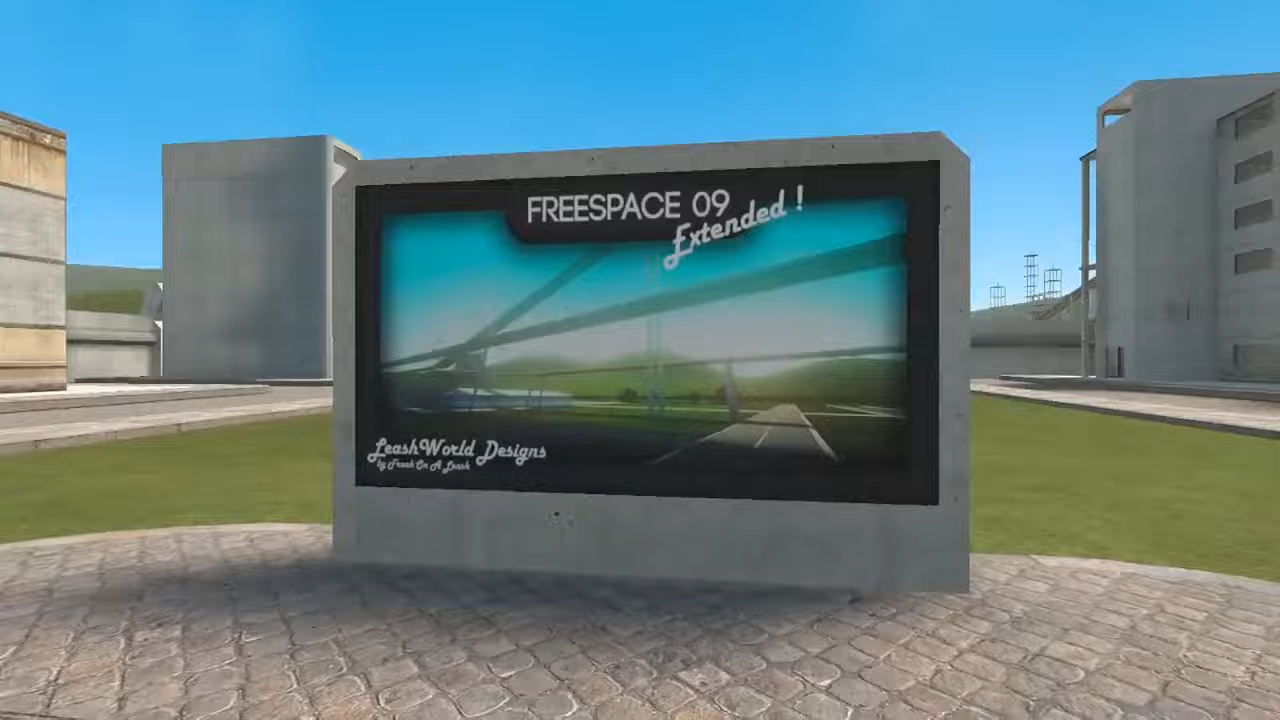 FREESPACE 09
Extended !
LeashWorld Designs
by Freak On A Leash